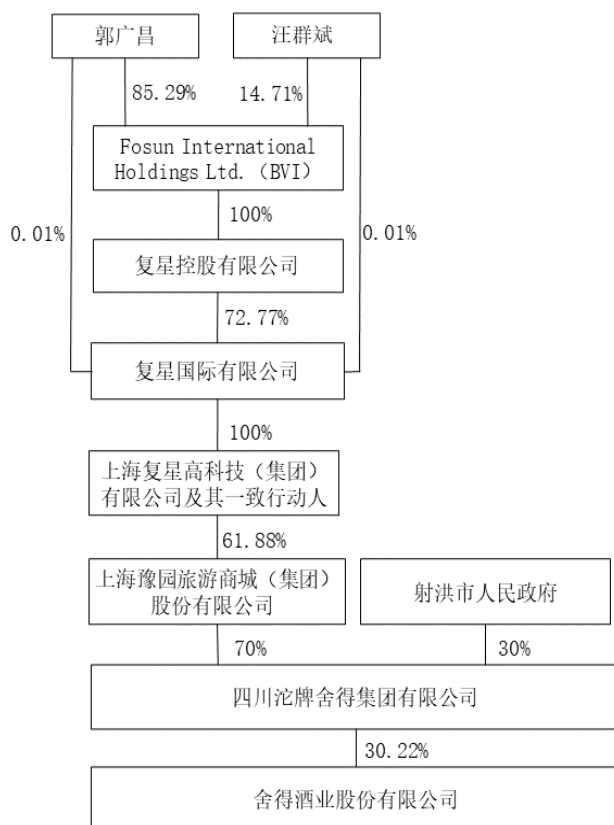 郭广昌
汪群斌
85.29%
14.71%
Fosun International
Holdings Ltd.（BVI）
100%
0.01%
0.01%
复星控股有限公司
72.77%
复星国际有限公司
100%
上海复星高科技（集团）
有限公司及其一致行动人
61.88%
上海豫园旅游商城（集团）
股份有限公司
射洪市人民政府
70%
30%
四川沱牌舍得集团有限公司
30.22%
舍得酒业股份有限公司